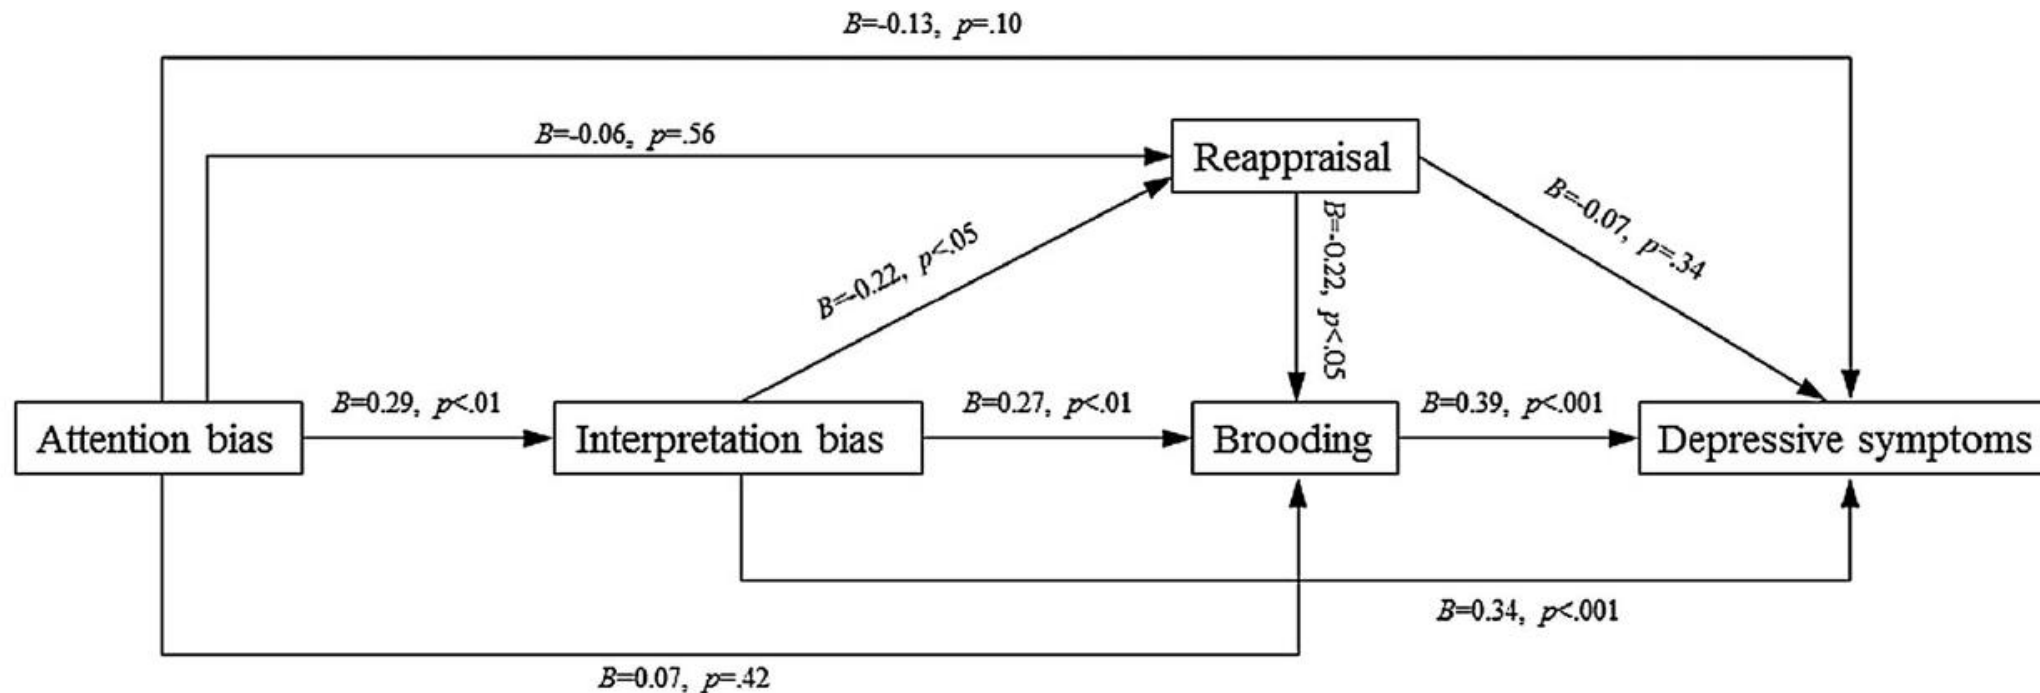 B=-0.13, p=.10
B=-0.06, p=.56
Reappraisal
B=-0.07, p=.34
B=-0.22, p<.05
B=-0.22, p<.05
B=0.29, p<.01
B=0.27, p<.01
B=0.39, p<.001
Attention bias
Interpretation bias
Brooding
Depressive symptoms
B=0.34, p<.001
B=0.07, p=.42